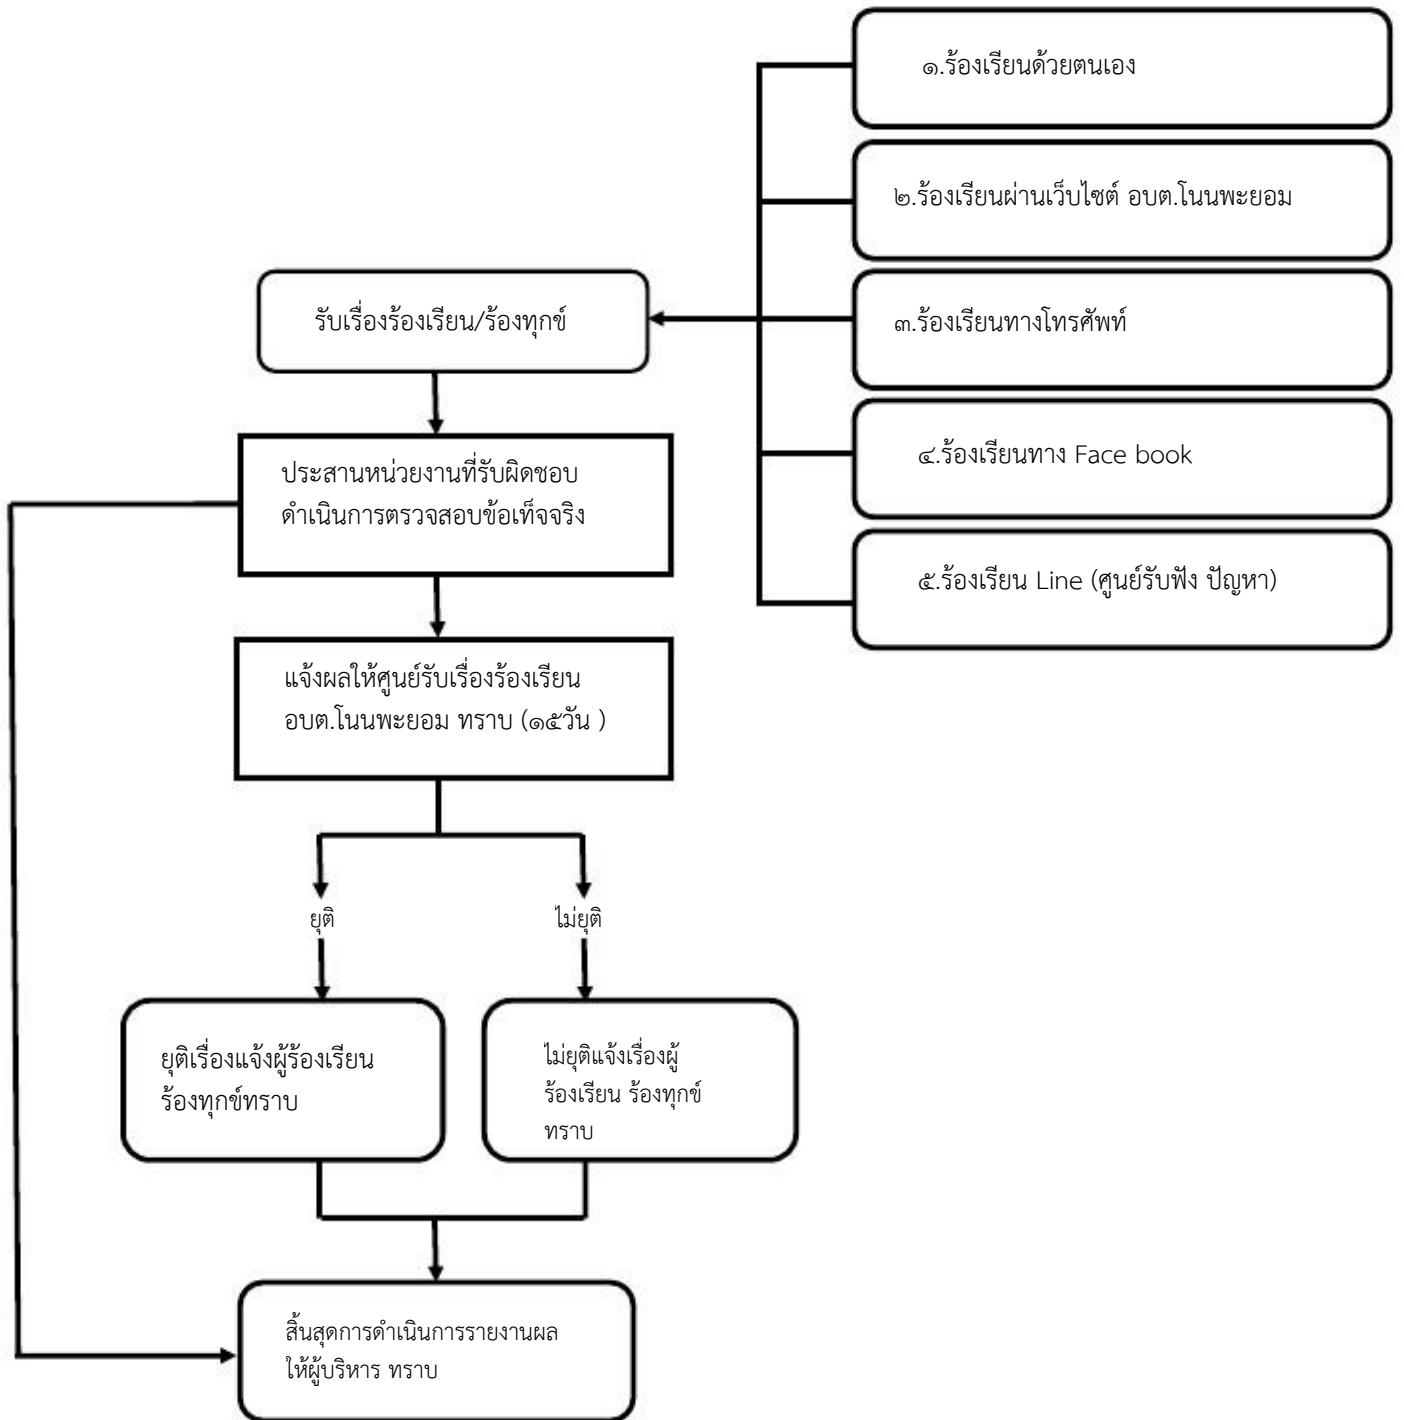 ๑.ร้องเรียนด้วยตนเอง
๒.ร้องเรียนผ่านเว็บไซต์ อบต.โนนพะยอม
๓.ร้องเรียนทางโทรศัพท์
๔.ร้องเรียนทาง Face book
๕.ร้องเรียน Line (ศูนย์รับฟัง ปัญหา)
รับเรื่องร้องเรียน/ร้องทุกข์
ประสานหน่วยงานที่รับผิดชอบ
ดำเนินการตรวจสอบข้อเท็จจริง
แจ้งผลให้ศูนย์รับเรื่องร้องเรียน
อบต.โนนพะยอม ทราบ (๑๕วัน )
ยุติ
ไม่ยุติ
ยุติเรื่องแจ้งผู้ร้องเรียน
ร้องทุกข์ทราบ
ไม่ยุติแจ้งเรื่องผู้
ร้องเรียน ร้องทุกข์
ทราบ
สิ้นสุดการดำเนินการรายงานผล
ให้ผู้บริหาร ทราบ